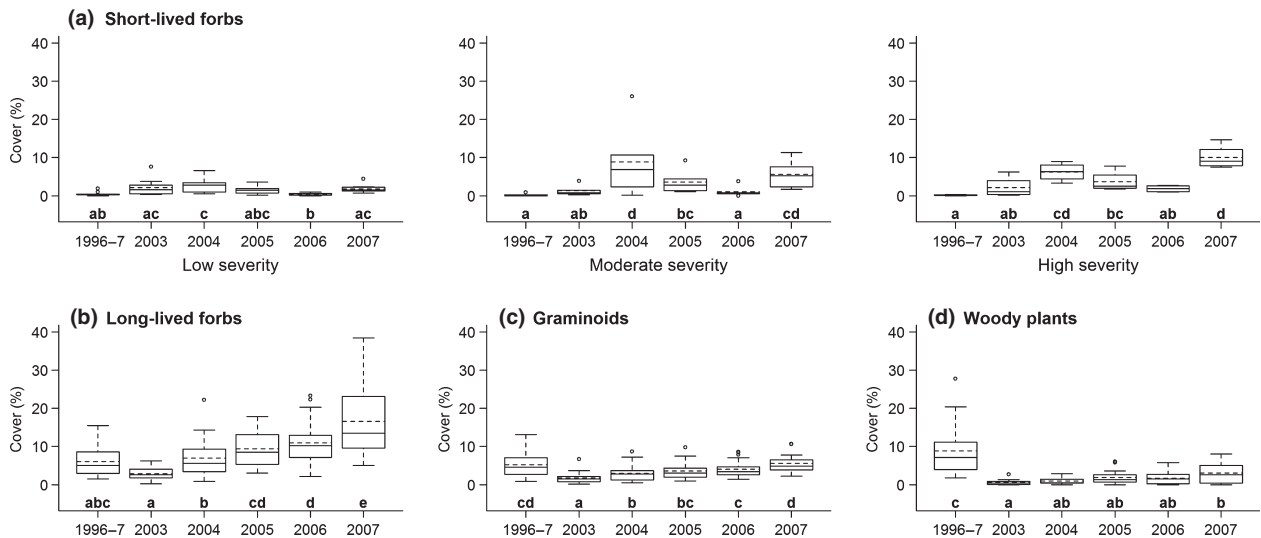 (a) Short-lived forbs
Cover (%)
40
30
20
10
0
ab ac c abc b ac
1996–7 2003 2004 2005 2006 2007
Low severity
40
30
20
10
0
a ab d bc a cd
1996–7 2003 2004 2005 2006 2007
Moderate severity
40
30
20
10
0
a ab cd bc ab d
1996–7 2003 2004 2005 2006 2007
High severity
(b) Long-lived forbs
Cover (%)
40
30
20
10
0
abc a b cd d e
1996–7 2003 2004 2005 2006 2007
(c) Graminoids
Cover (%)
40
30
20
10
0
cd a b bc c d
1996–7 2003 2004 2005 2006 2007
(d) Woody plants
Cover (%)
40
30
20
10
0
c a ab ab ab b
1996–7 2003 2004 2005 2006 2007